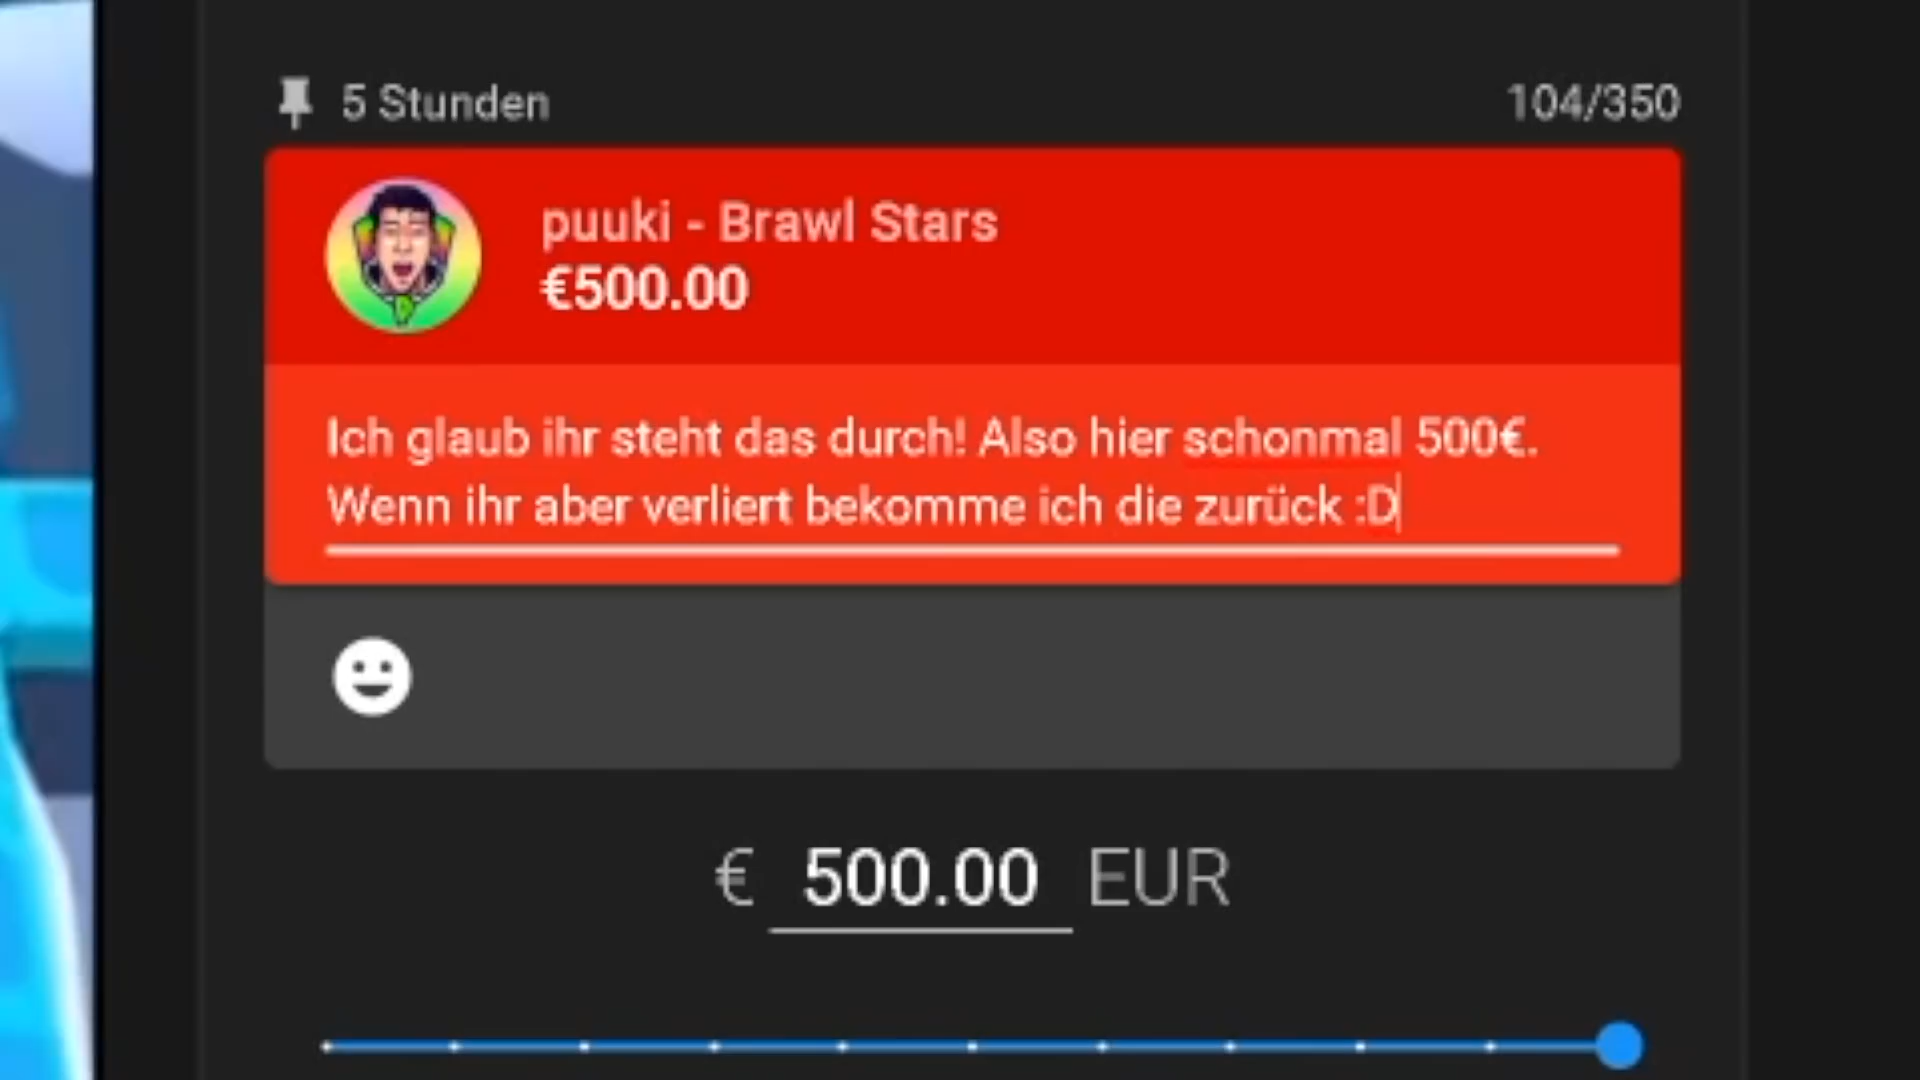 5 Stunden 104/350
puuki - Brawl Stars
€500.00
Ich glaub ihr steht das durch! Also hier schonmal 500€.
Wenn ihr aber verliert bekomme ich die zurück :D
€ 500.00 EUR